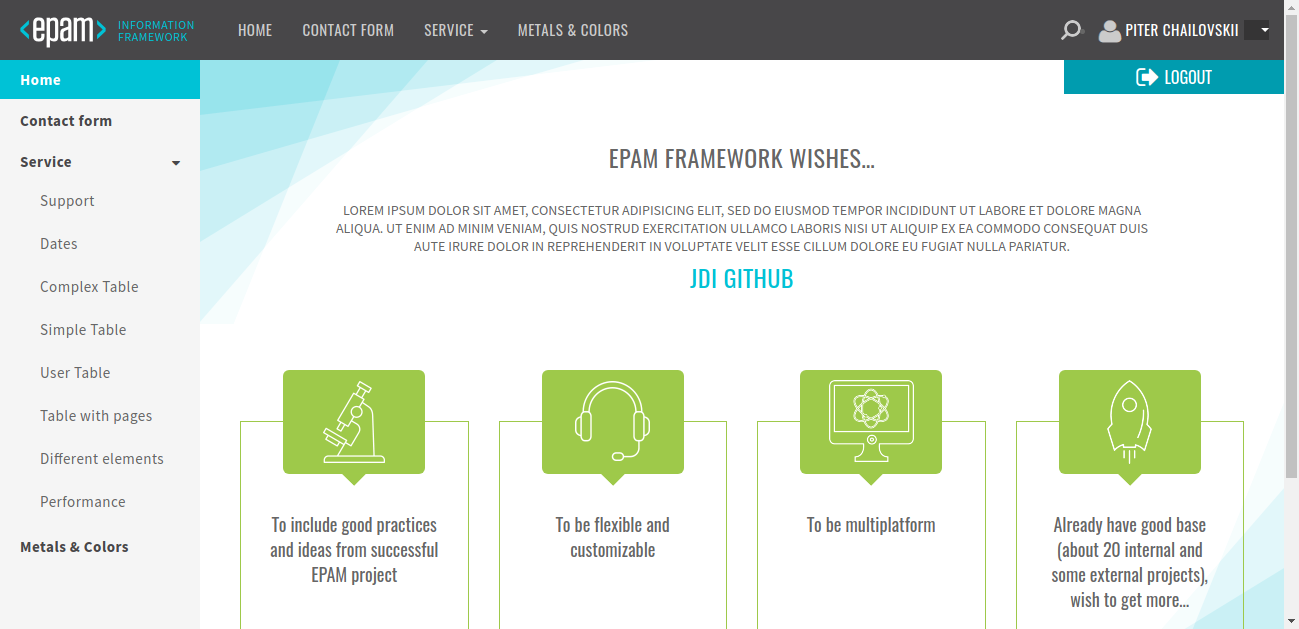 <epam> INFORMATION
FRAMEWORK
HOME CONTACT FORM SERVICE METALS & COLORS
PITER CHAILOVSKII
LOGOUT
Home
Contact form
Service
Support
Dates
Complex Table
Simple Table
User Table
Table with pages
Different elements
Performance
Metals & Colors
EPAM FRAMEWORK WISHES...
LOREM IPSUM DOLOR SIT AMET, CONSECTETUR ADIPISICING ELIT, SED DO EIUSMOD TEMPOR INCIDIDUNT UT LABORE ET DOLORE MAGNA
ALIQUA. UT ENIM AD MINIM VENIAM, QUIS NOSTRUD EXERCITATION ULLAMCO LABORIS NISI UT ALIQUIP EX EA COMMODO CONSEQUAT DUIS
AUTE IRURE DOLOR IN REPREHENDERIT IN VOLUPTATE VELIT ESSE CILLUM DOLORE EU FUGIAT NULLA PARIATUR.
JDI GITHUB
To include good practices
and ideas from successful
EPAM project
To be flexible and
customizable
To be multiplatform
Already have good base
(about 20 internal and
some external projects),
wish to get more...